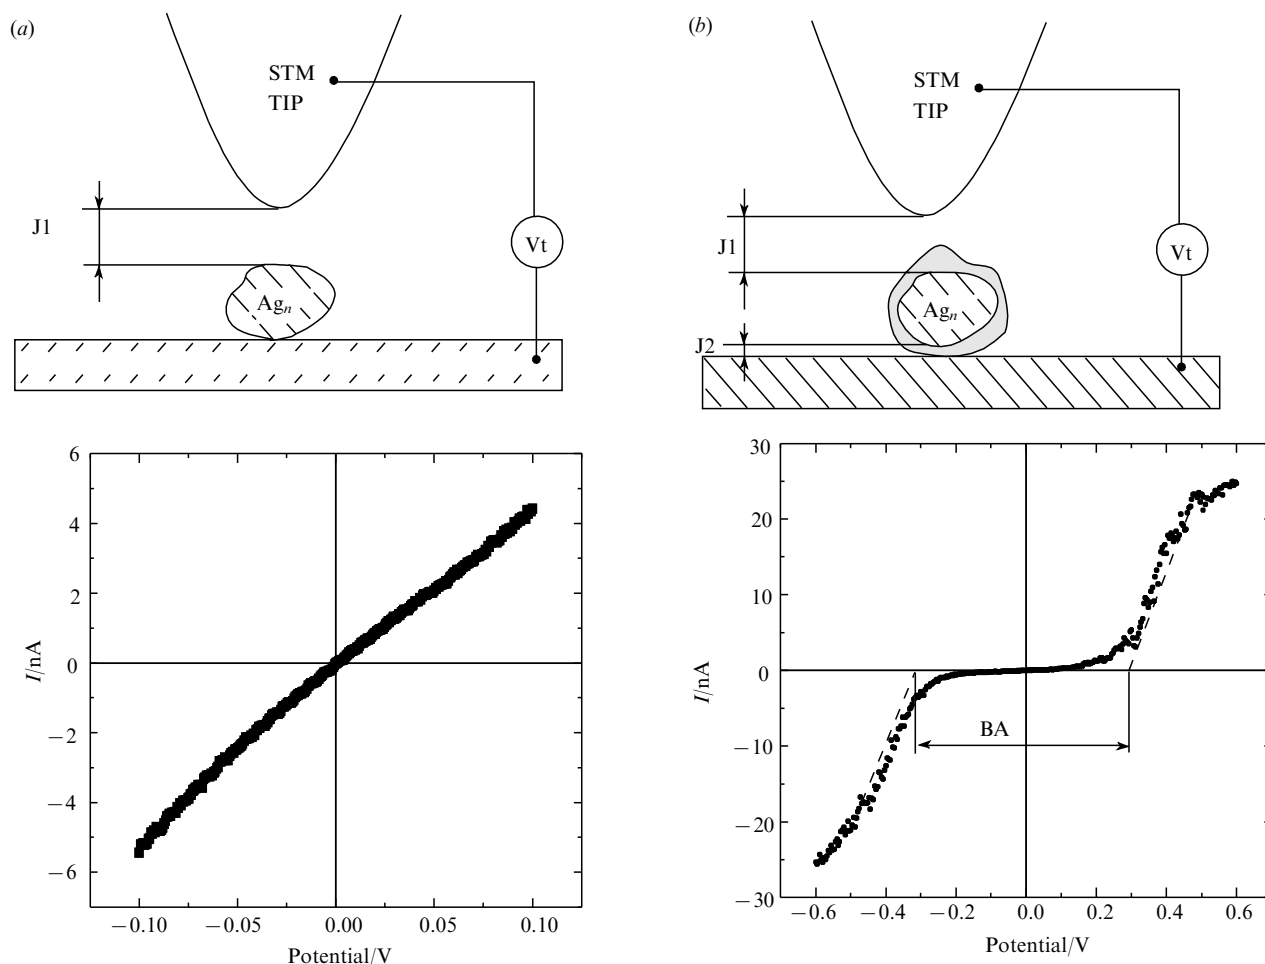 (a)
STM
TIP
J1
Vt
Agn
6
4
2
0
−2
−4
−6
I/nA
−0.10
−0.05
0.00
0.05
0.10
Potential/V
(b)
STM
TIP
J1
Vt
Agn
J2
30
20
10
0
−10
−20
−30
I/nA
BA
−0.6
−0.4
−0.2
0.0
0.2
0.4
0.6
Potential/V